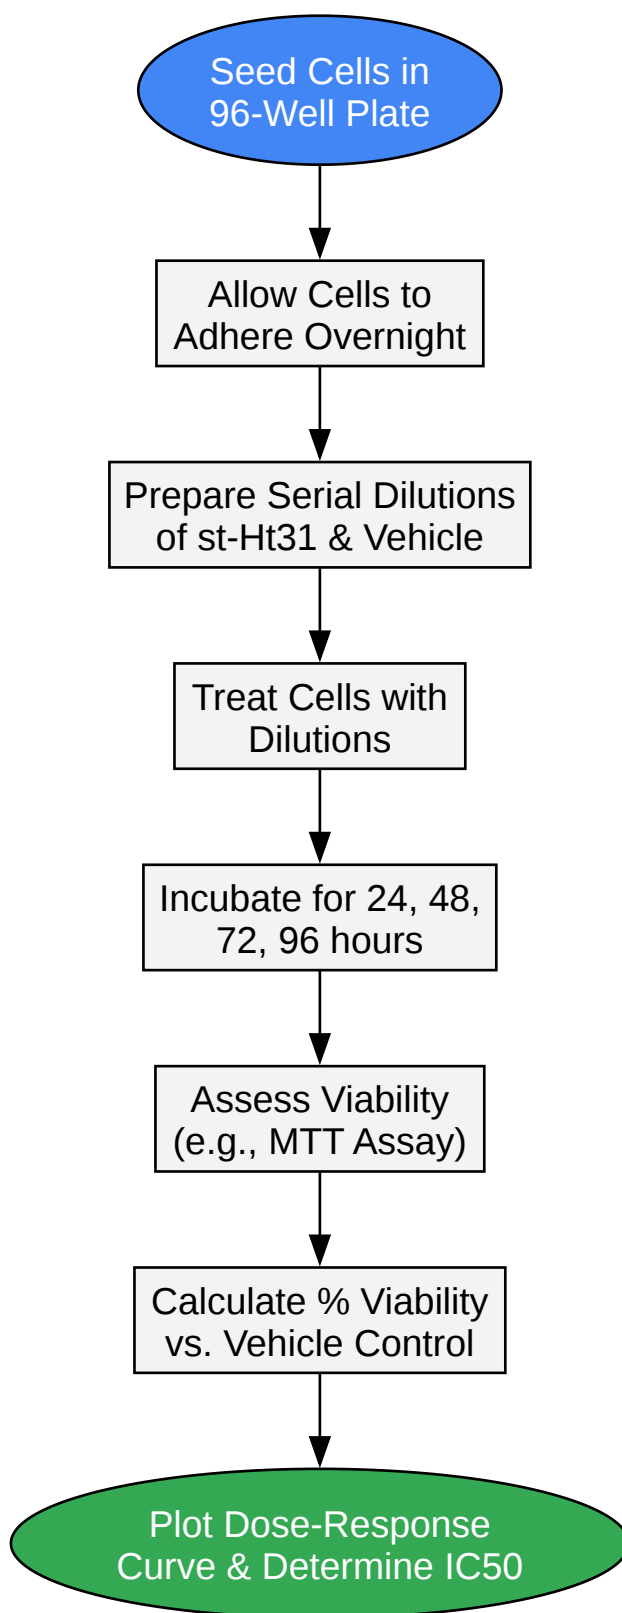 Seed Cells in
96-Well Plate
Allow Cells to
Adhere Overnight
Prepare Serial Dilutions
of st-Ht31 & Vehicle
Treat Cells with
Dilutions
Incubate for 24, 48,
72, 96 hours
Assess Viability
(e.g., MTT Assay)
Calculate % Viability
vs. Vehicle Control
Plot Dose-Response
Curve & Determine IC50